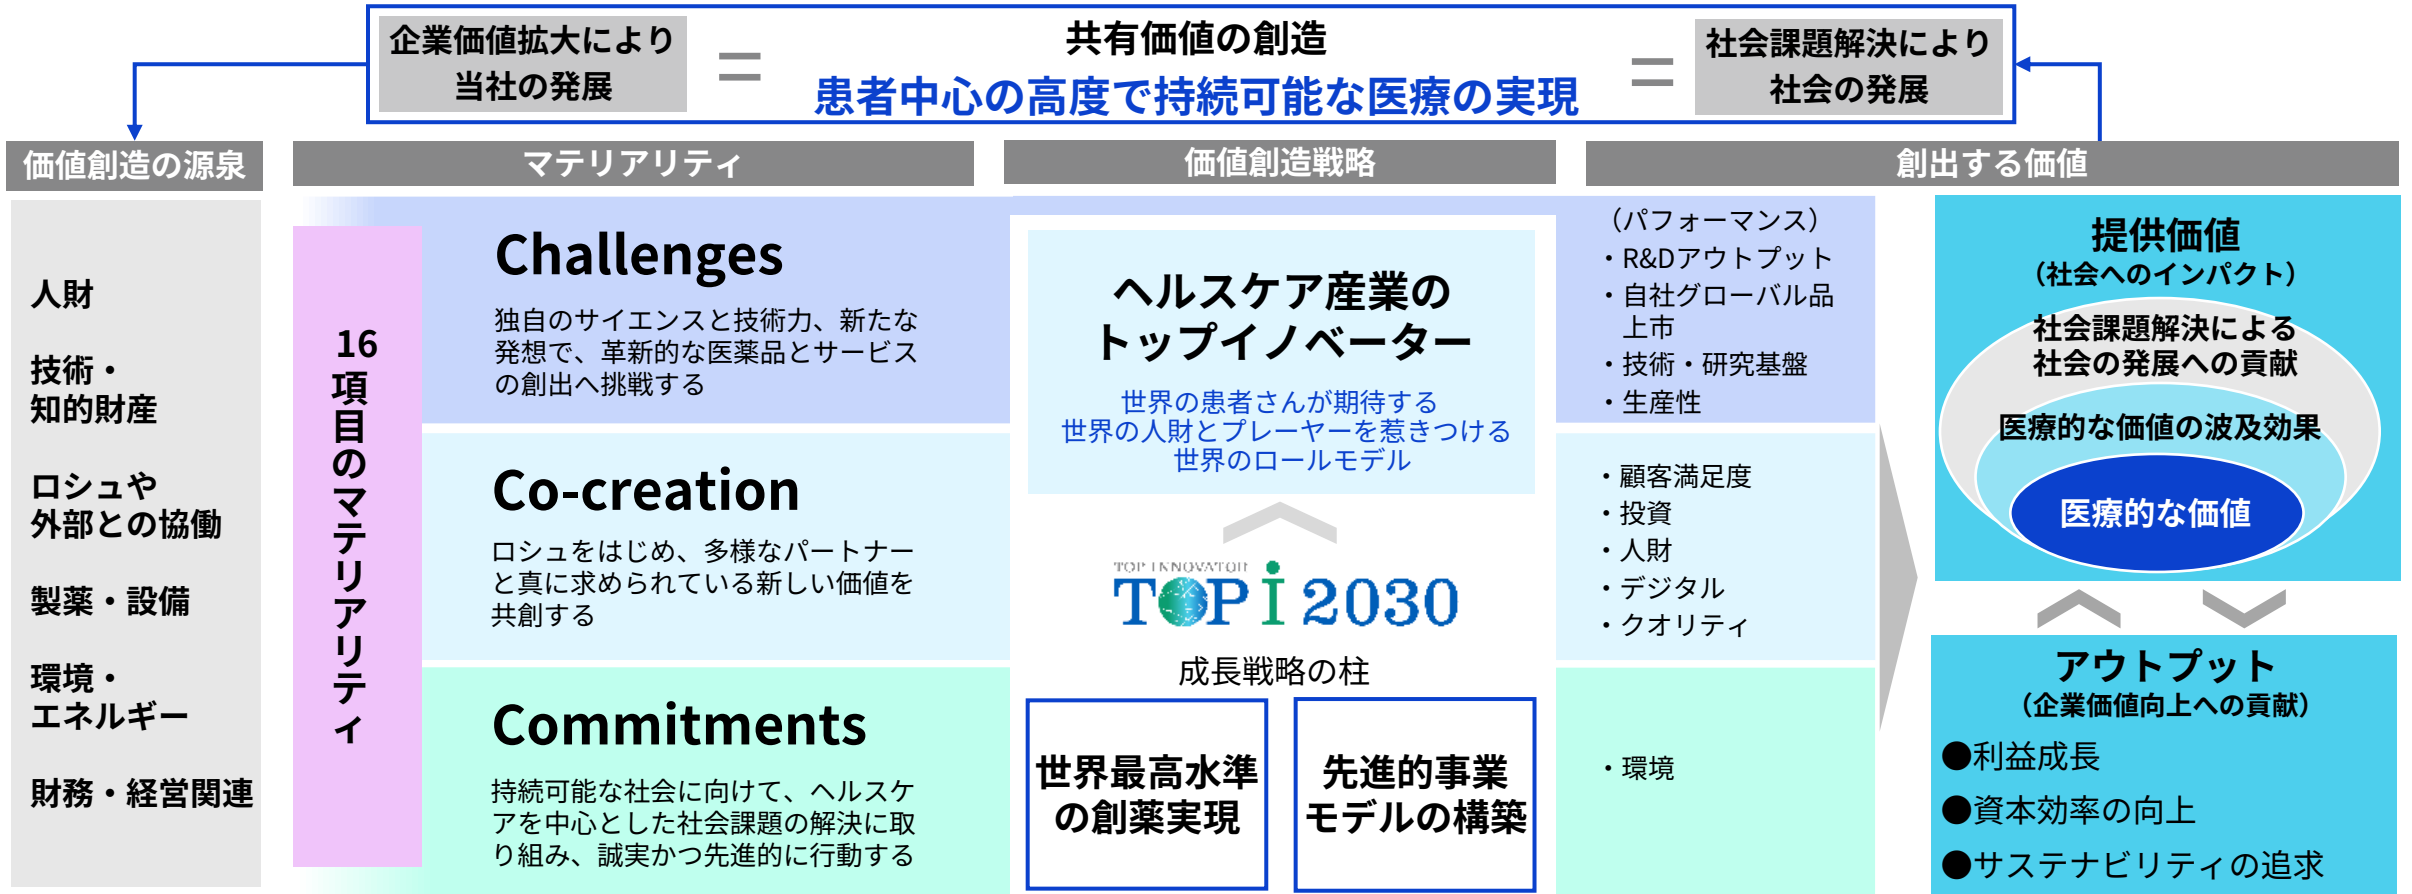 企業価値拡大により
当社の発展
=
共有価値の創造
患者中心の高度で持続可能な医療の実現
=
社会課題解決により
社会の発展
価値創造の源泉
人財
技術・
知的財産
ロシュや
外部との協働
製薬・設備
環境・
エネルギー
財務・経営関連
マテリアリティ
16
項目のマテリアリティ
Challenges
独自のサイエンスと技術力、新たな
発想で、革新的な医薬品とサービス
の創出へ挑戦する
Co-creation
ロシュをはじめ、多様なパートナー
と真に求められている新しい価値を
共創する
Commitments
持続可能な社会に向けて、ヘルスケ
アを中心とした社会課題の解決に取
り組み、誠実かつ先進的に行動する
価値創造戦略
ヘルスケア産業の
トップイノベーター
世界の患者さんが期待する
世界の人財とプレーヤーを惹きつける
世界のロールモデル
TOP INNOVATOR
TOP i 2030
成長戦略の柱
世界最高水準
の創薬実現
先進的事業
モデルの構築
創出する価値
（パフォーマンス）
・R&Dアウトプット
・自社グローバル品
上市
・技術・研究基盤
・生産性
・顧客満足度
・投資
・人財
・デジタル
・クオリティ
・環境
提供価値
（社会へのインパクト）
社会課題解決による
社会の発展への貢献
医療的な価値の波及効果
医療的な価値
アウトプット
（企業価値向上への貢献）
●利益成長
●資本効率の向上
●サステナビリティの追求